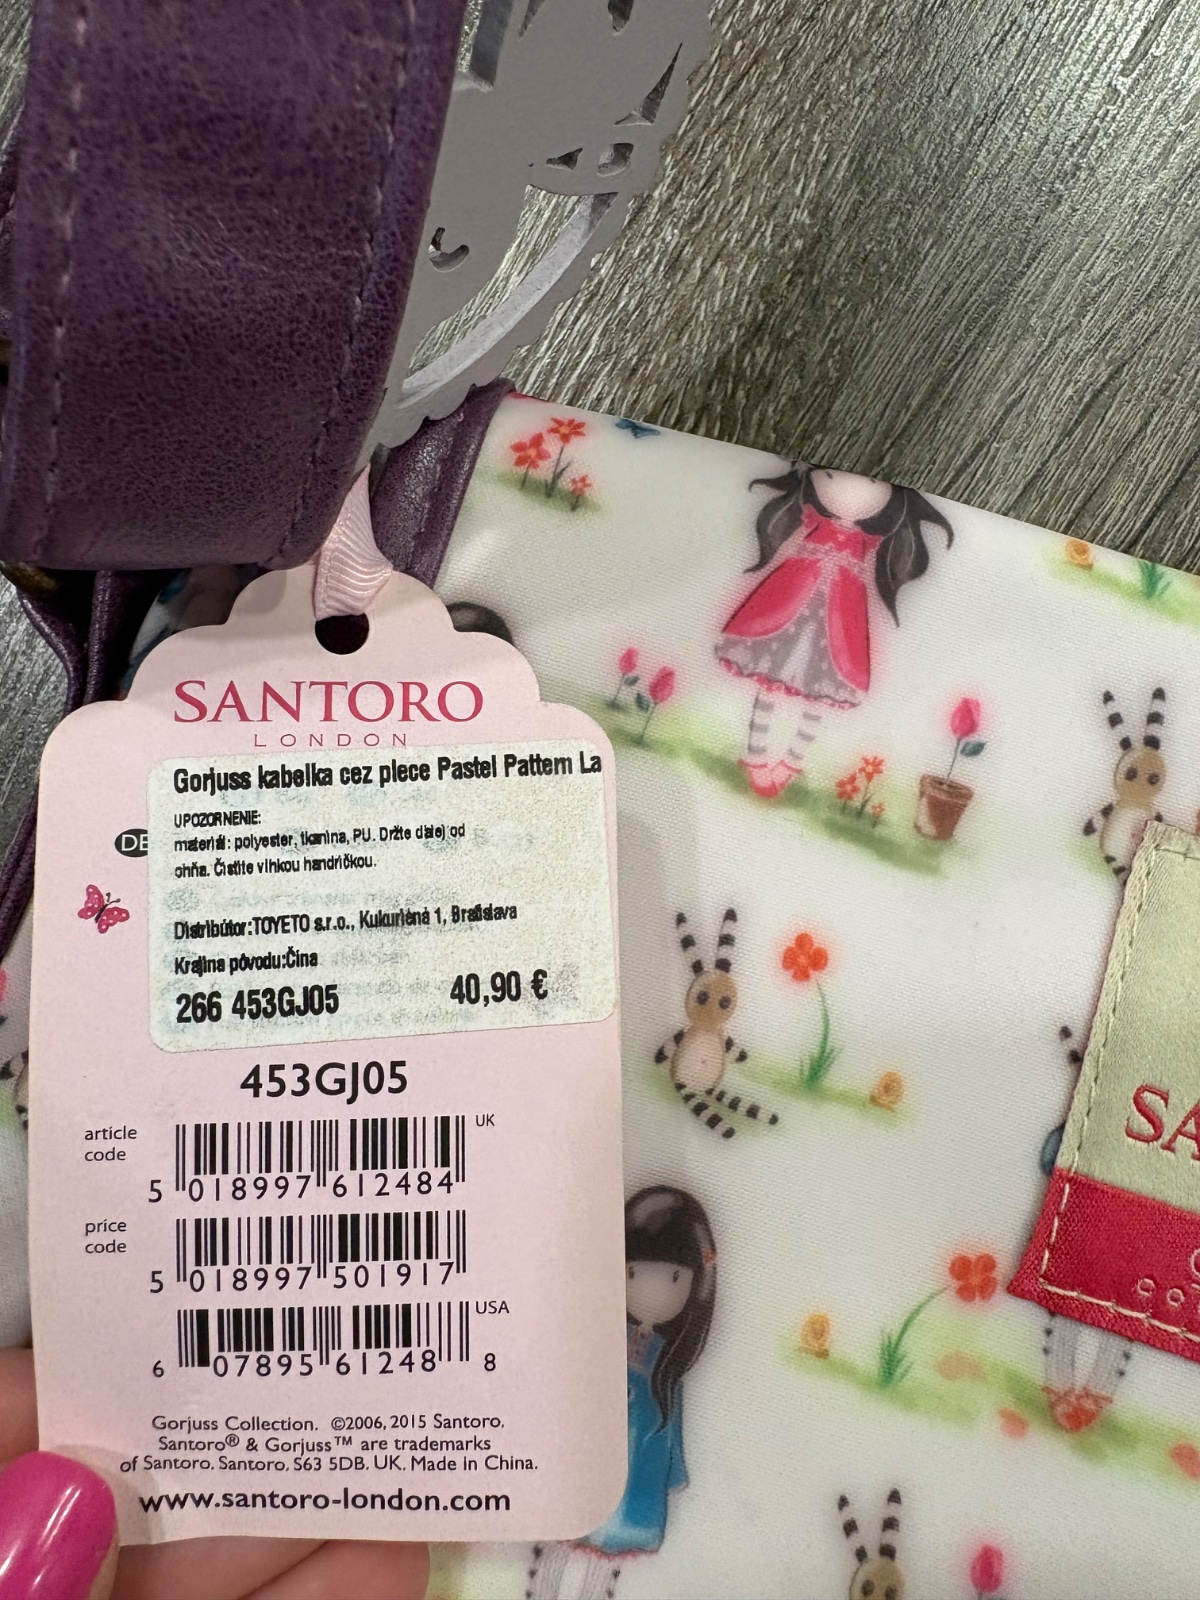 SANTORO
LONDON
Gorjuss kabelka cez plece Pastel Pattern La
UPOZORNENIE:
DE
materiál: polyester, tkanina, PU. Držte ďalej od
ohňa. Čistite vlhkou handričkou.
Distribútor:TOYETO s.r.o., Kukuričná 1, Bratislava
Krajina pôvodu:Čína
266 453GJ05 40,90 €
453GJ05
article code
UK
5 018997 612484
price code
5 018997 501917
USA
6 07895 61248 8
Gorjuss Collection. ©2006, 2015 Santoro.
Santoro® & Gorjuss™ are trademarks
of Santoro. Santoro, S63 5DB, UK. Made in China.
www.santoro-london.com
SA